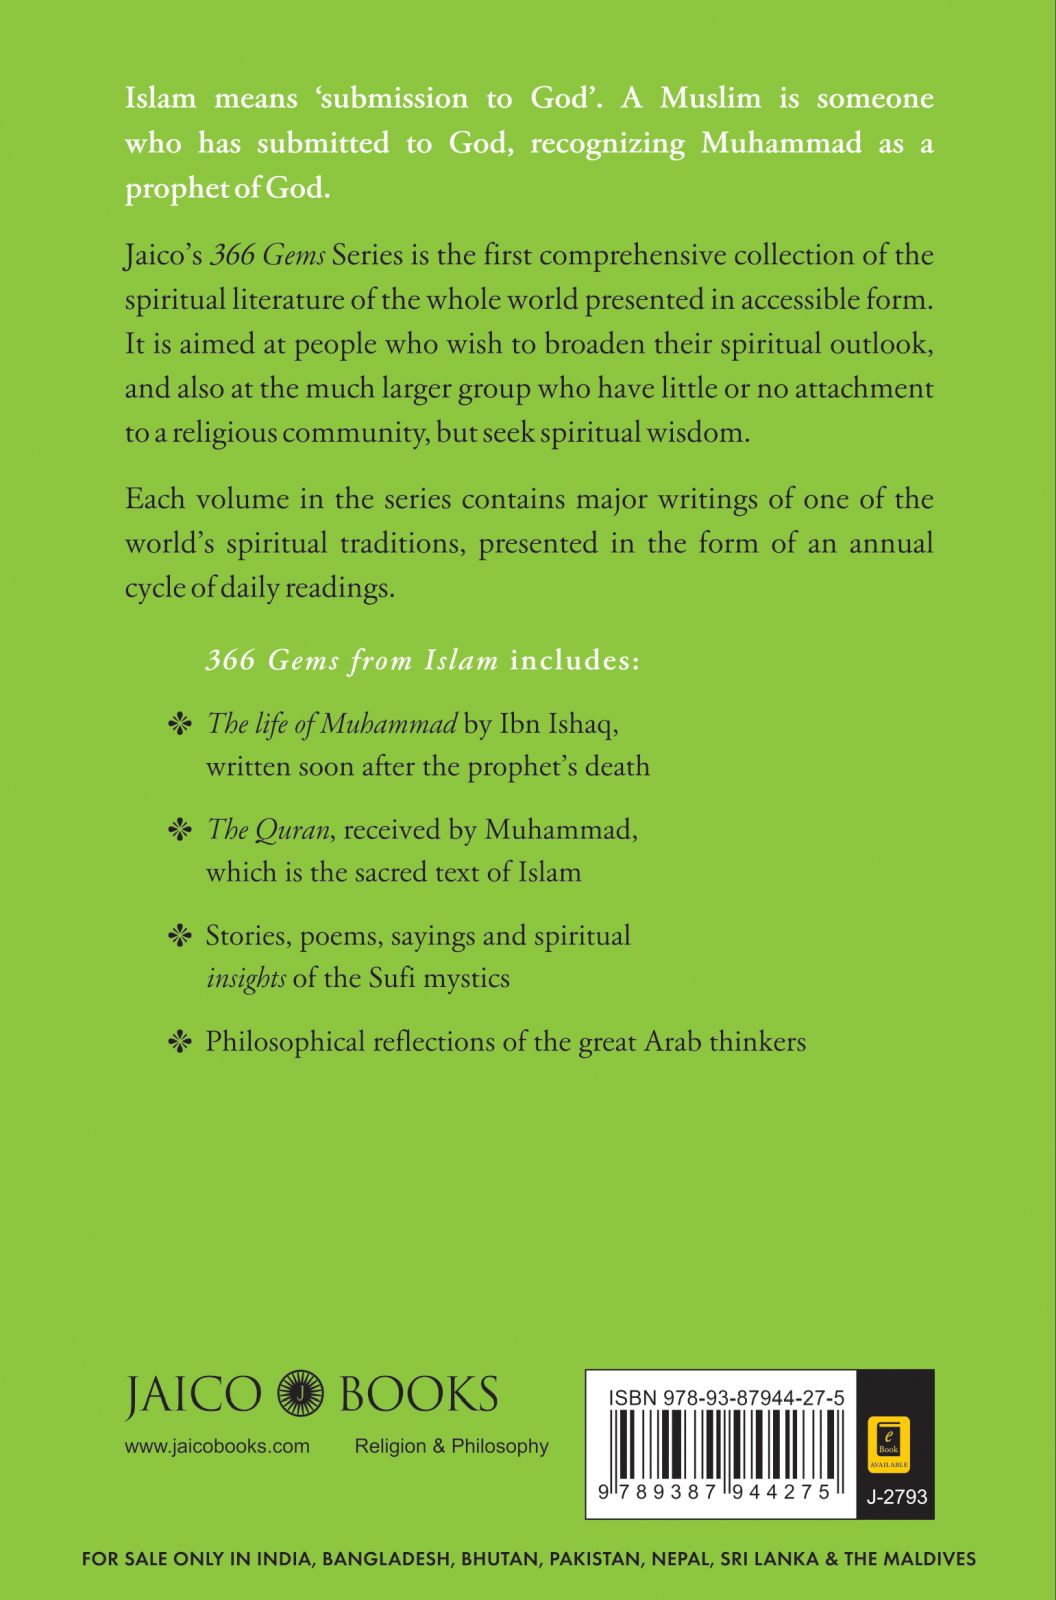 Islam means ‘submission to God’. A Muslim is someone
who has submitted to God, recognizing Muhammad as a
prophet of God.
Jaico’s 366 Gems Series is the first comprehensive collection of the
spiritual literature of the whole world presented in accessible form.
It is aimed at people who wish to broaden their spiritual outlook,
and also at the much larger group who have little or no attachment
to a religious community, but seek spiritual wisdom.
Each volume in the series contains major writings of one of the
world’s spiritual traditions, presented in the form of an annual
cycle of daily readings.
366 Gems from Islam includes:
The life of Muhammad by Ibn Ishaq,
written soon after the prophet’s death
The Quran, received by Muhammad,
which is the sacred text of Islam
Stories, poems, sayings and spiritual
insights of the Sufi mystics
Philosophical reflections of the great Arab thinkers
JAICO J BOOKS
www.jaicobooks.com Religion & Philosophy
ISBN 978-93-87944-27-5
9 789387 944275
e
Book
AVAILABLE
J-2793
FOR SALE ONLY IN INDIA, BANGLADESH, BHUTAN, PAKISTAN, NEPAL, SRI LANKA & THE MALDIVES